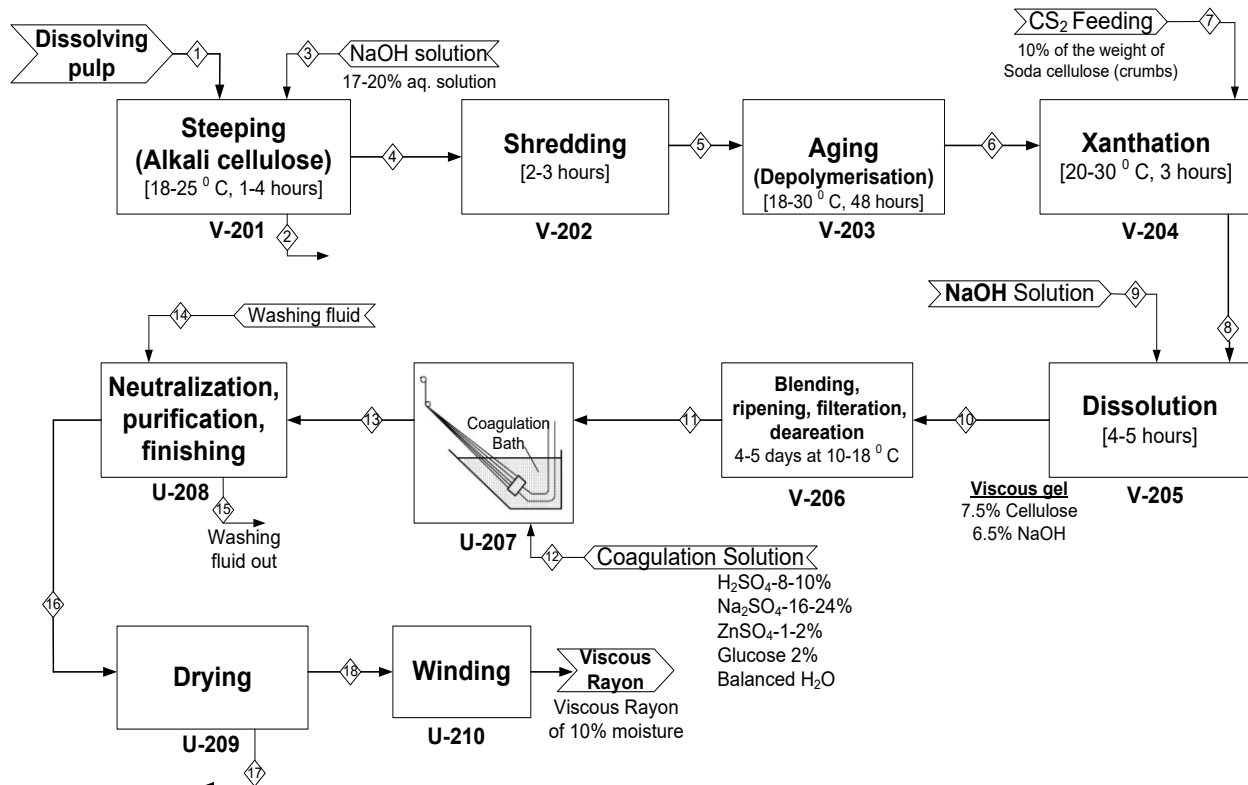 Dissolving
pulp
1
3
NaOH solution
17-20% aq. solution
CS₂ Feeding
7
10% of the weight of
Soda cellulose (crumbs)
Steeping
(Alkali cellulose)
[18-25 ⁰ C, 1-4 hours]
V-201
2
4
Shredding
[2-3 hours]
V-202
5
Aging
(Depolymerisation)
[18-30 ⁰ C, 48 hours]
V-203
6
Xanthation
[20-30 ⁰ C, 3 hours]
V-204
8
NaOH Solution
9
Dissolution
[4-5 hours]
V-205
Viscous gel
7.5% Cellulose
6.5% NaOH
10
Blending,
ripening, filteration,
deareation
4-5 days at 10-18 ⁰ C
V-206
11
Coagulation
Bath
U-207
12
Coagulation Solution
H₂SO₄-8-10%
Na₂SO₄-16-24%
ZnSO₄-1-2%
Glucose 2%
Balanced H₂O
13
14
Washing fluid
Neutralization,
purification,
finishing
U-208
15
Washing
fluid out
16
Drying
U-209
17
18
Winding
U-210
Viscous
Rayon
Viscous Rayon
of 10% moisture